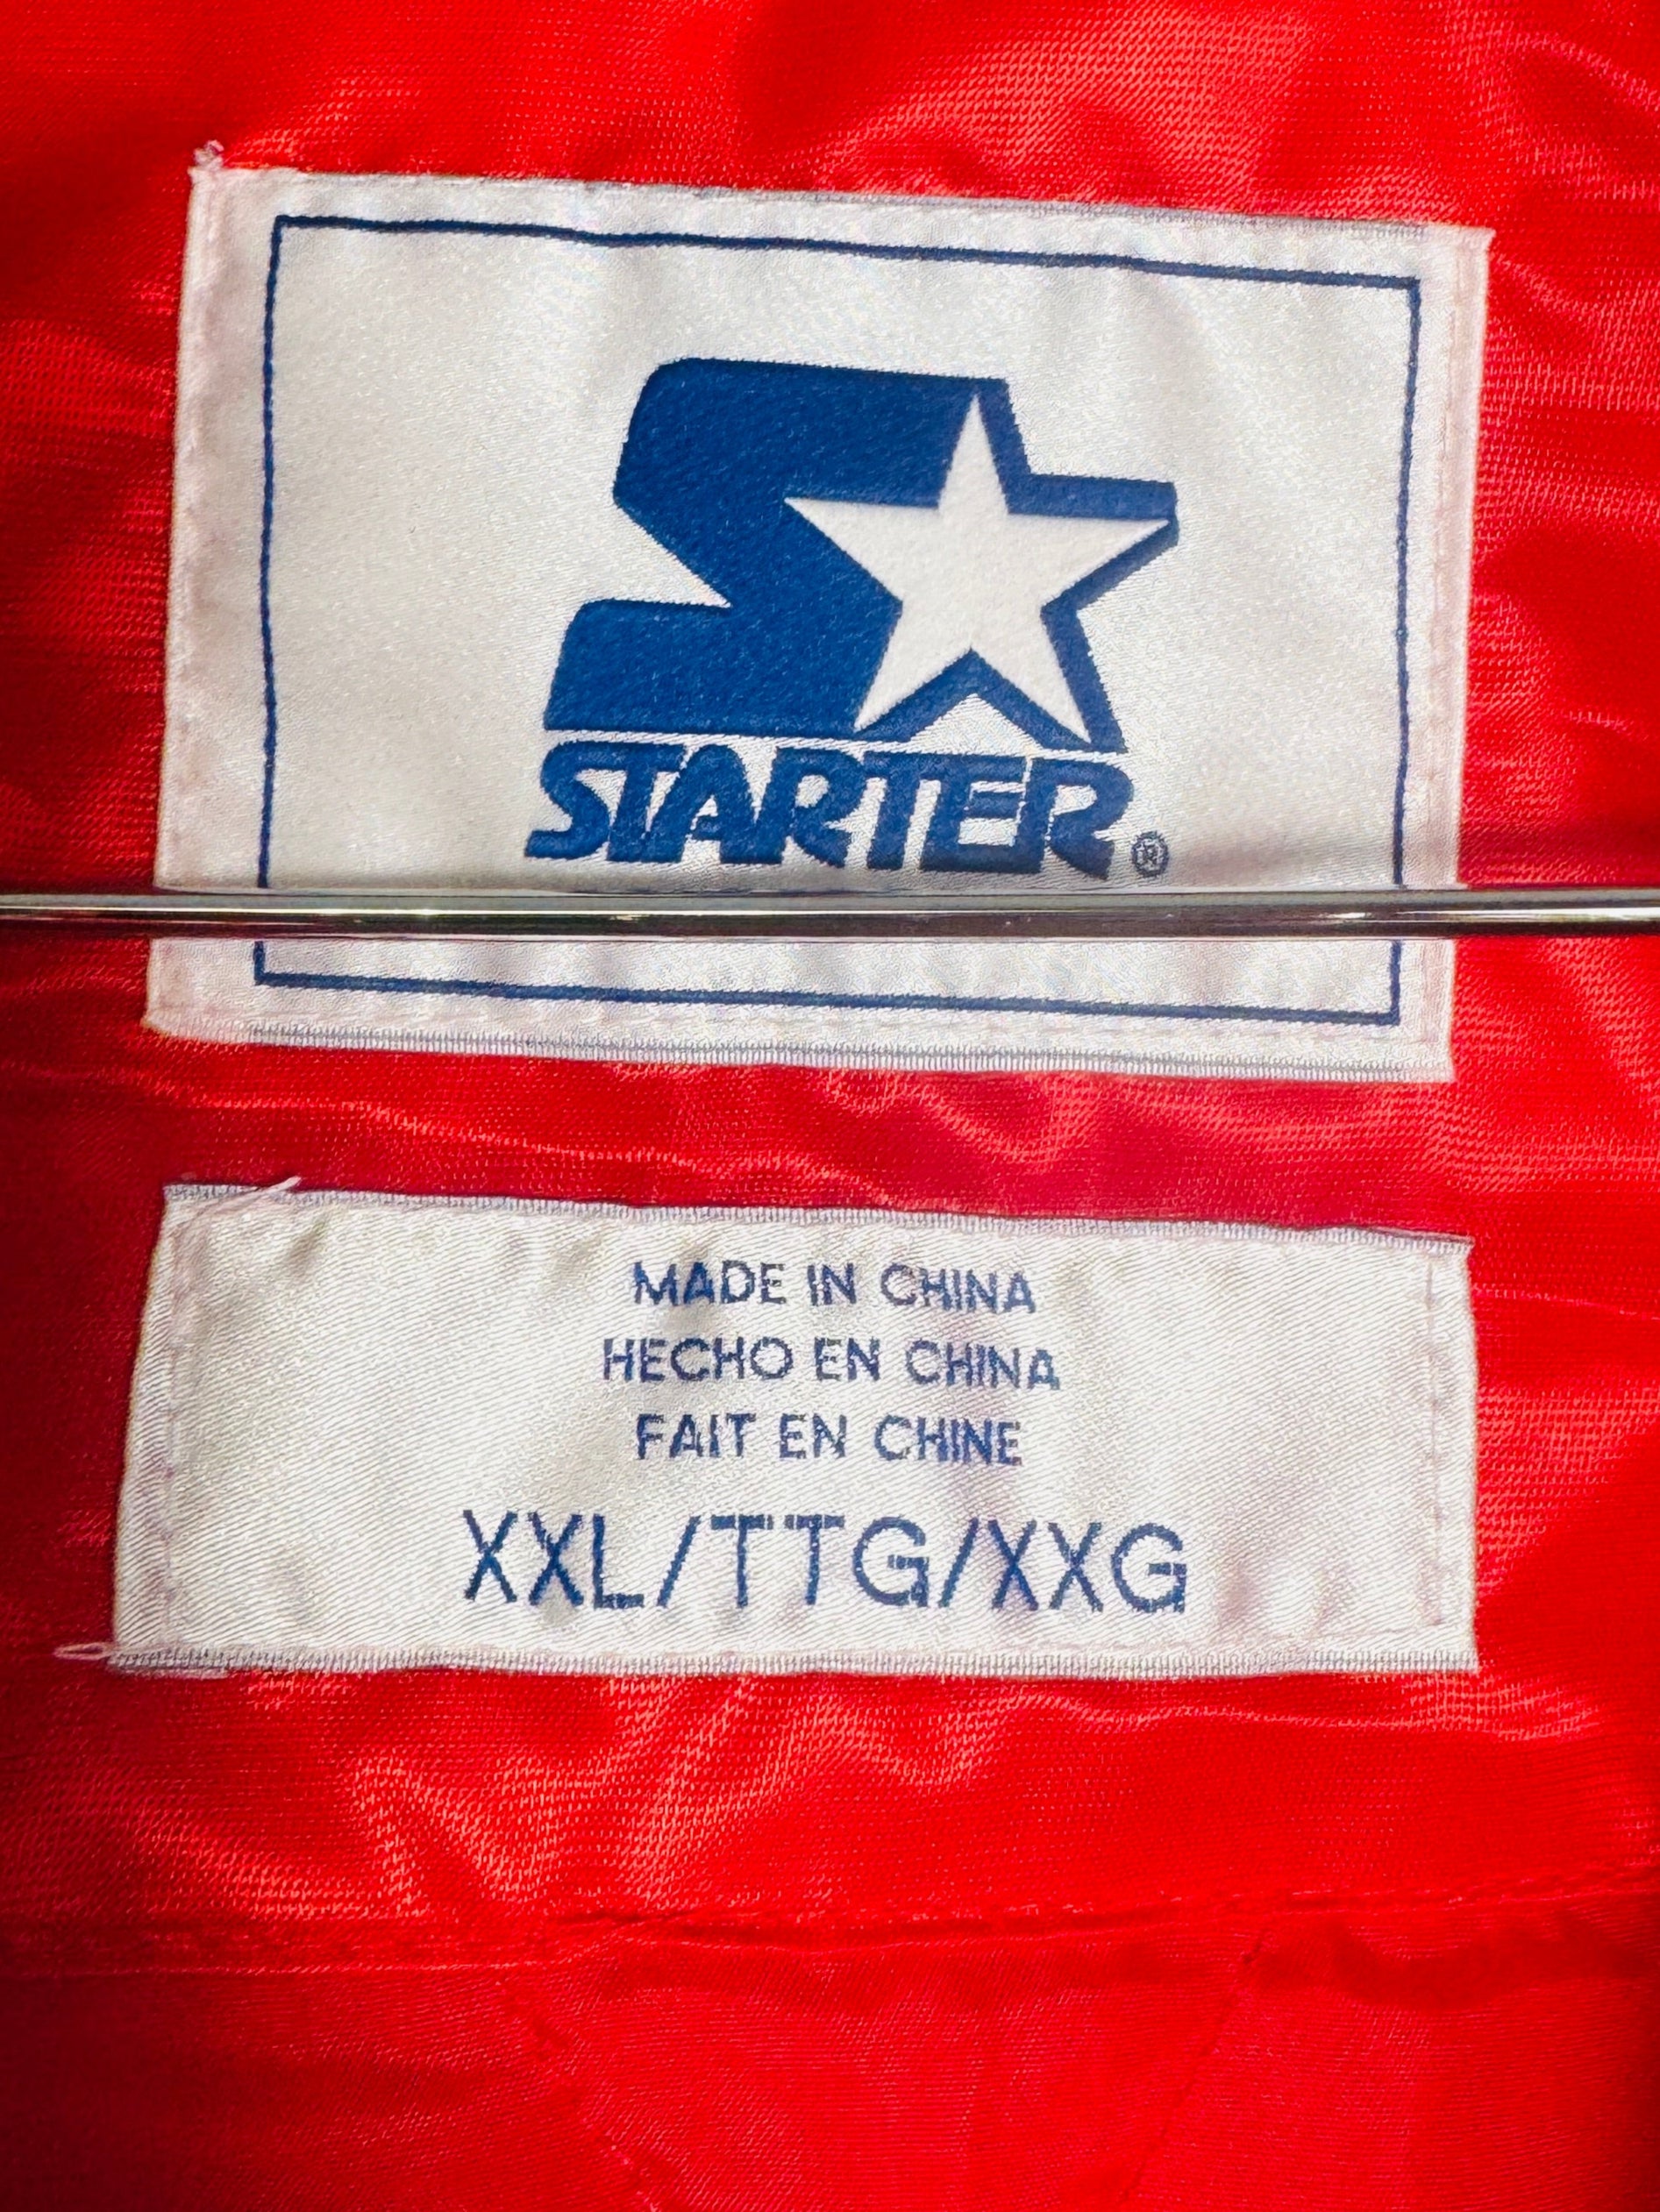 STARTER®
MADE IN CHINA
HECHO EN CHINA
FAIT EN CHINE
XXL/TTG/XXG